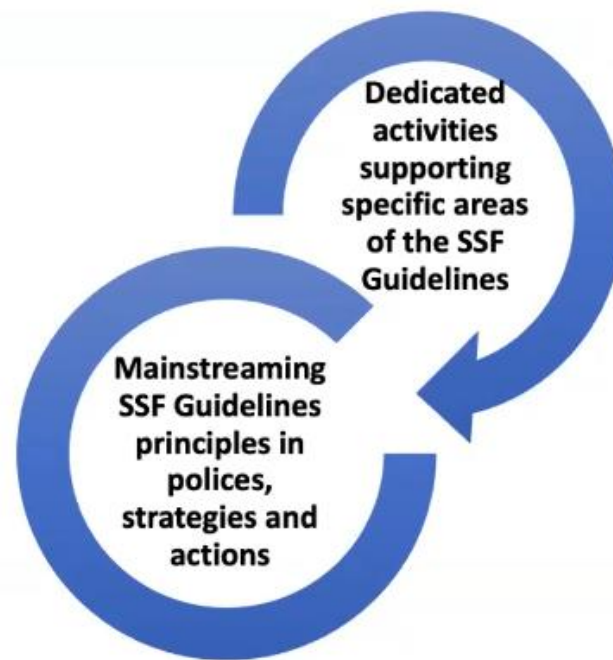 Dedicated
activities
supporting
specific areas
of the SSF
Guidelines
Mainstreaming
SSF Guidelines
principles in
polices,
strategies and
actions